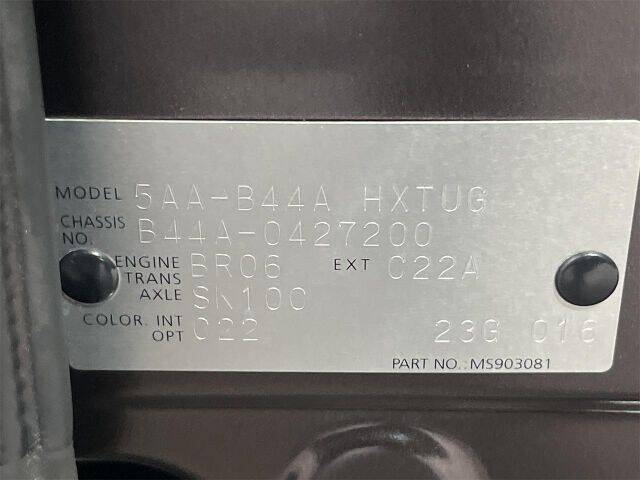 MODEL 5AA-B44A HXTUG
CHASSIS NO. B44A-0427200
ENGINE BR06 EXT C22A
TRANS AXLE SK10C
COLOR. INT C22
OPT 23G 016
PART NO.:MS903081